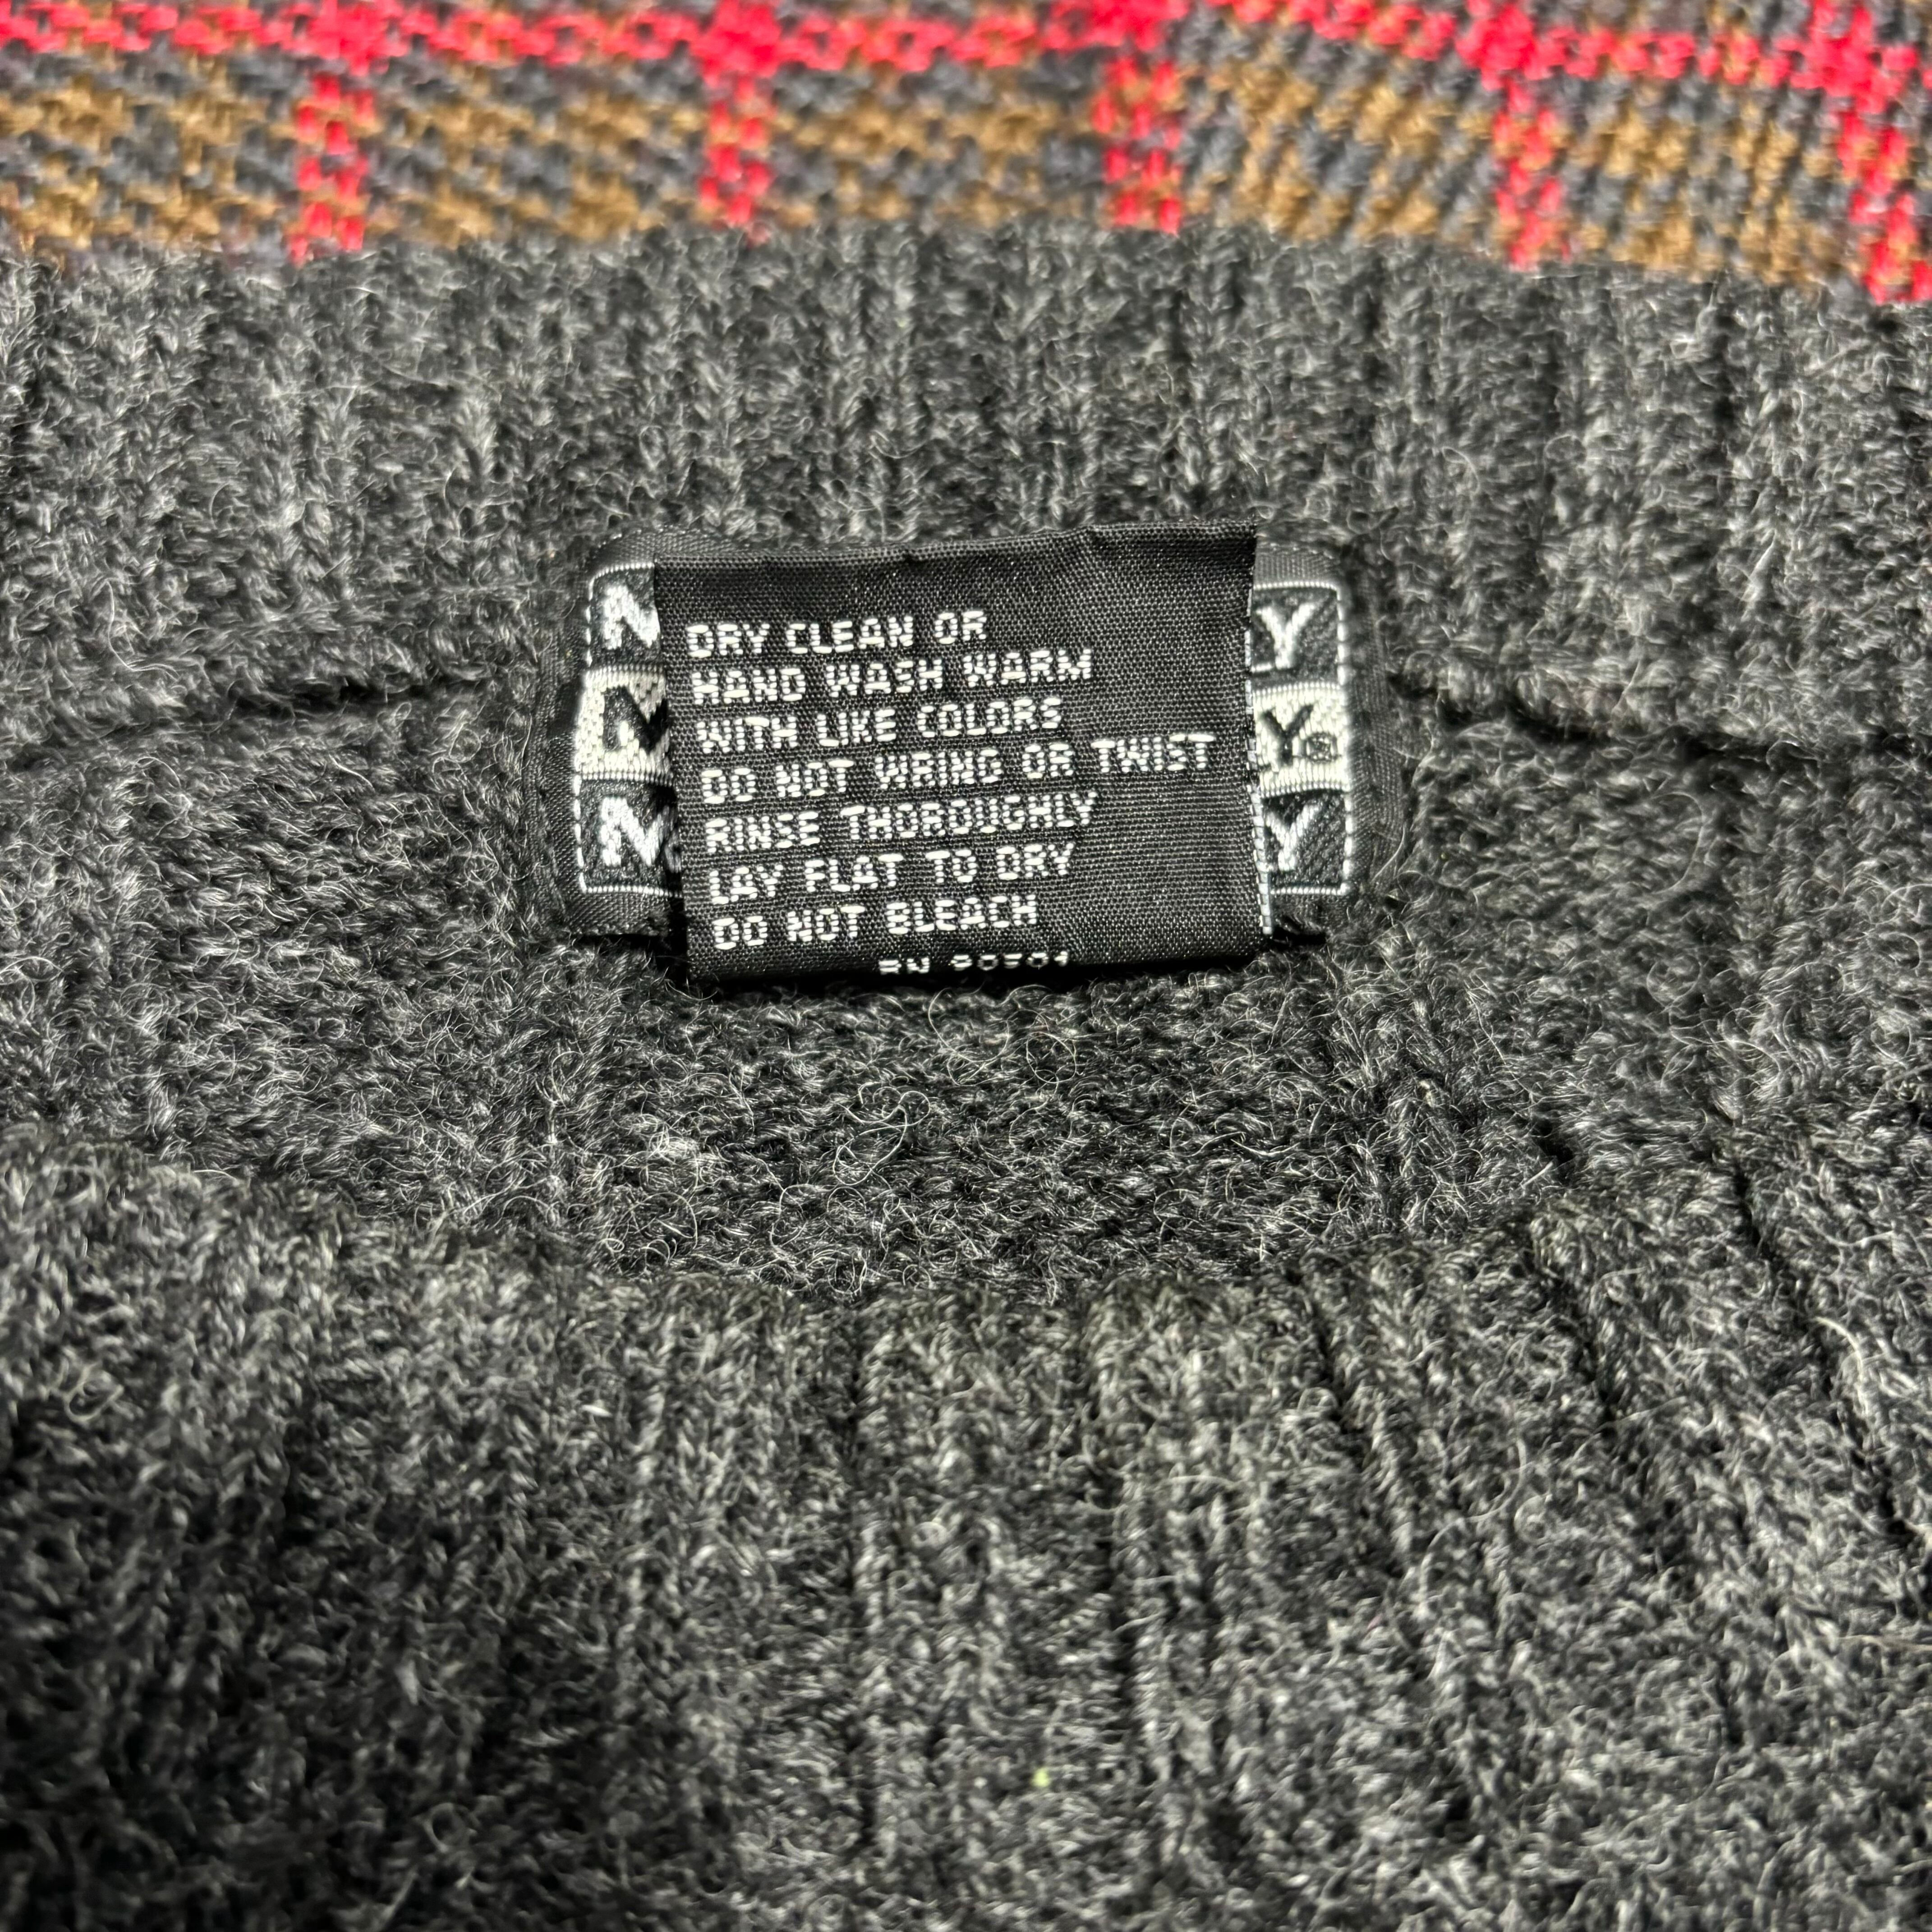 N Y
DRY CLEAN OR
HAND WASH WARM
N Y®
WITH LIKE COLORS
DO NOT WRING OR TWIST
N Y
RINSE THOROUGHLY
LAY FLAT TO DRY
DO NOT BLEACH
RN